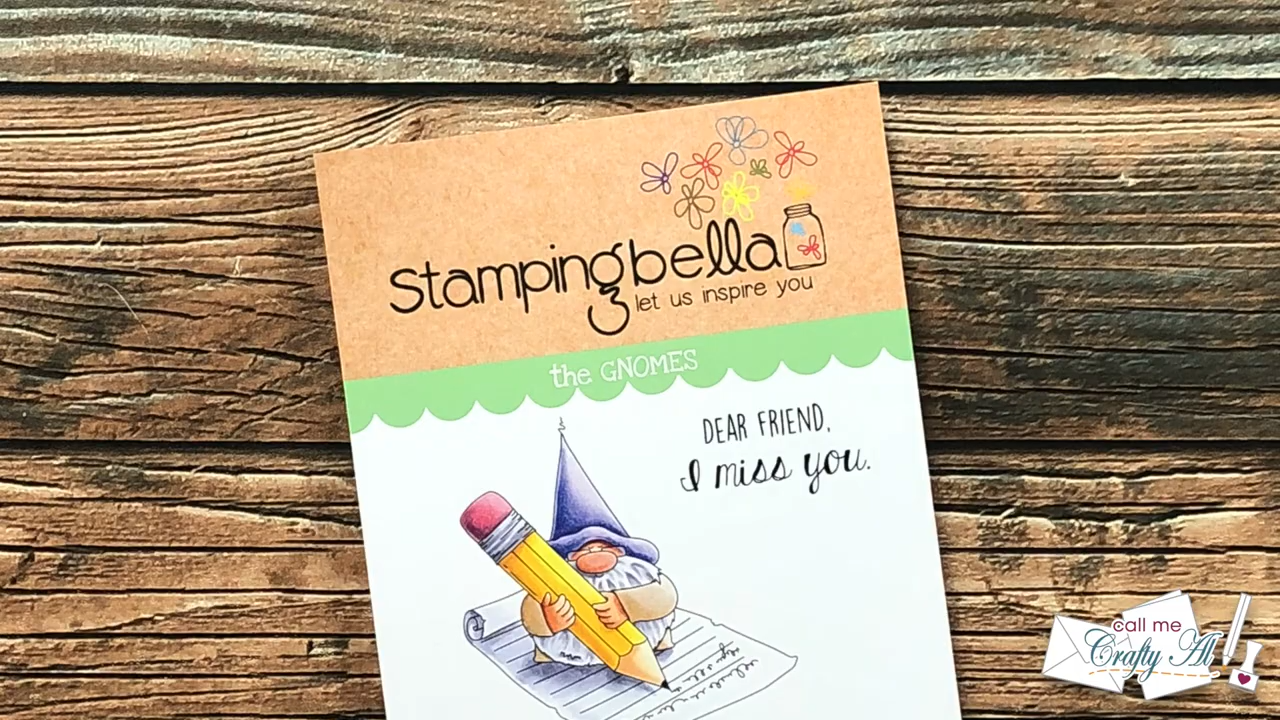 stampingbella
let us inspire you
the GNOMES
DEAR FRIEND,
I miss you.
call me
Crafty Al